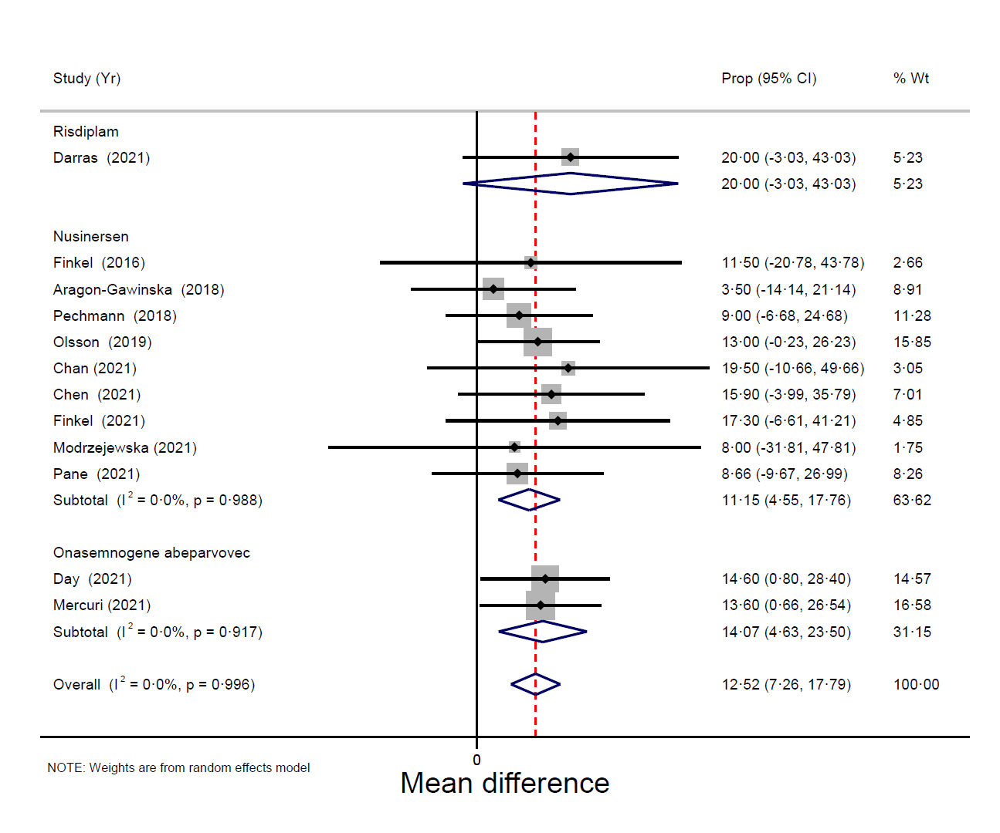 Study (Yr) Prop (95% CI) % Wt
Risdiplam
Darras (2021) 20·00 (-3·03, 43·03) 5·23
20·00 (-3·03, 43·03) 5·23
Nusinersen
Finkel (2016) 11·50 (-20·78, 43·78) 2·66
Aragon-Gawinska (2018) 3·50 (-14·14, 21·14) 8·91
Pechmann (2018) 9·00 (-6·68, 24·68) 11·28
Olsson (2019) 13·00 (-0·23, 26·23) 15·85
Chan (2021) 19·50 (-10·66, 49·66) 3·05
Chen (2021) 15·90 (-3·99, 35·79) 7·01
Finkel (2021) 17·30 (-6·61, 41·21) 4·85
Modrzejewska (2021) 8·00 (-31·81, 47·81) 1·75
Pane (2021) 8·66 (-9·67, 26·99) 8·26
Subtotal (I² = 0·0%, p = 0·988) 11·15 (4·55, 17·76) 63·62
Onasemnogene abeparvovec
Day (2021) 14·60 (0·80, 28·40) 14·57
Mercuri (2021) 13·60 (0·66, 26·54) 16·58
Subtotal (I² = 0·0%, p = 0·917) 14·07 (4·63, 23·50) 31·15
Overall (I² = 0·0%, p = 0·996) 12·52 (7·26, 17·79) 100·00
0
NOTE: Weights are from random effects model
Mean difference